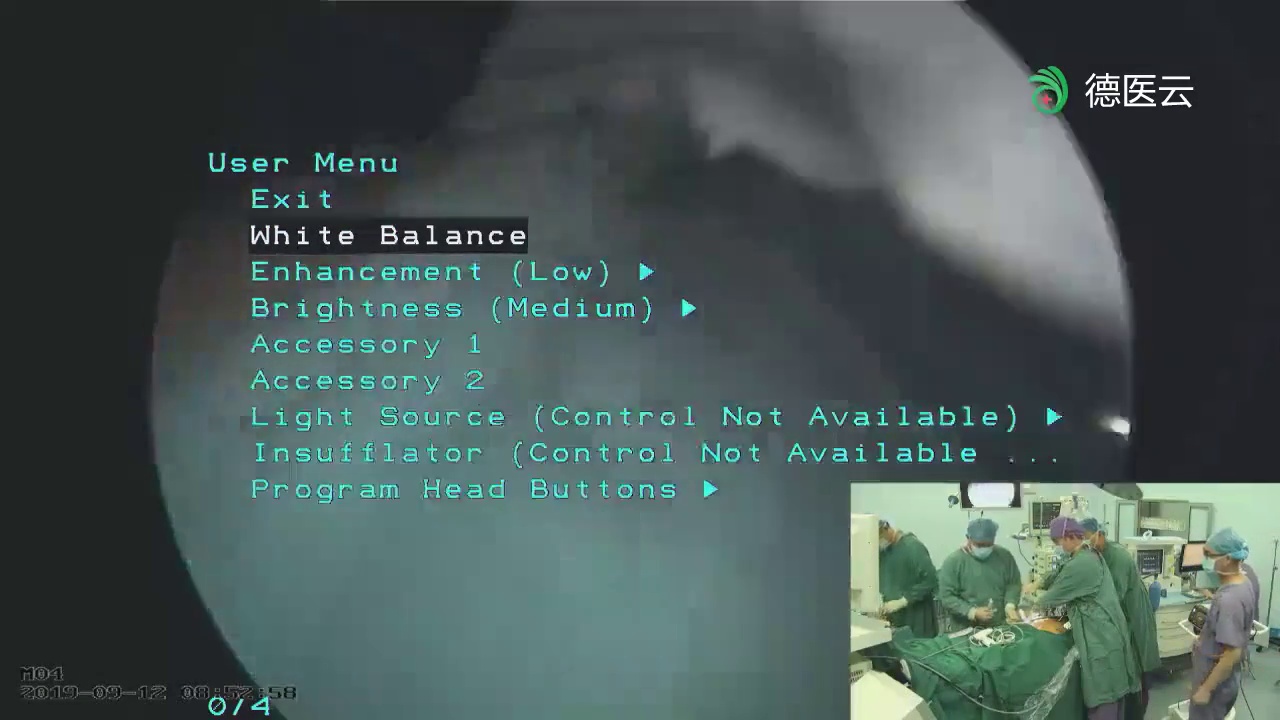 德医云
User Menu
Exit
White Balance
Enhancement (Low) ▶
Brightness (Medium) ▶
Accessory 1
Accessory 2
Light Source (Control Not Available) ▶
Insufflator (Control Not Available ...
Program Head Buttons ▶
M04
2019-09-12 08:52:58
0/4